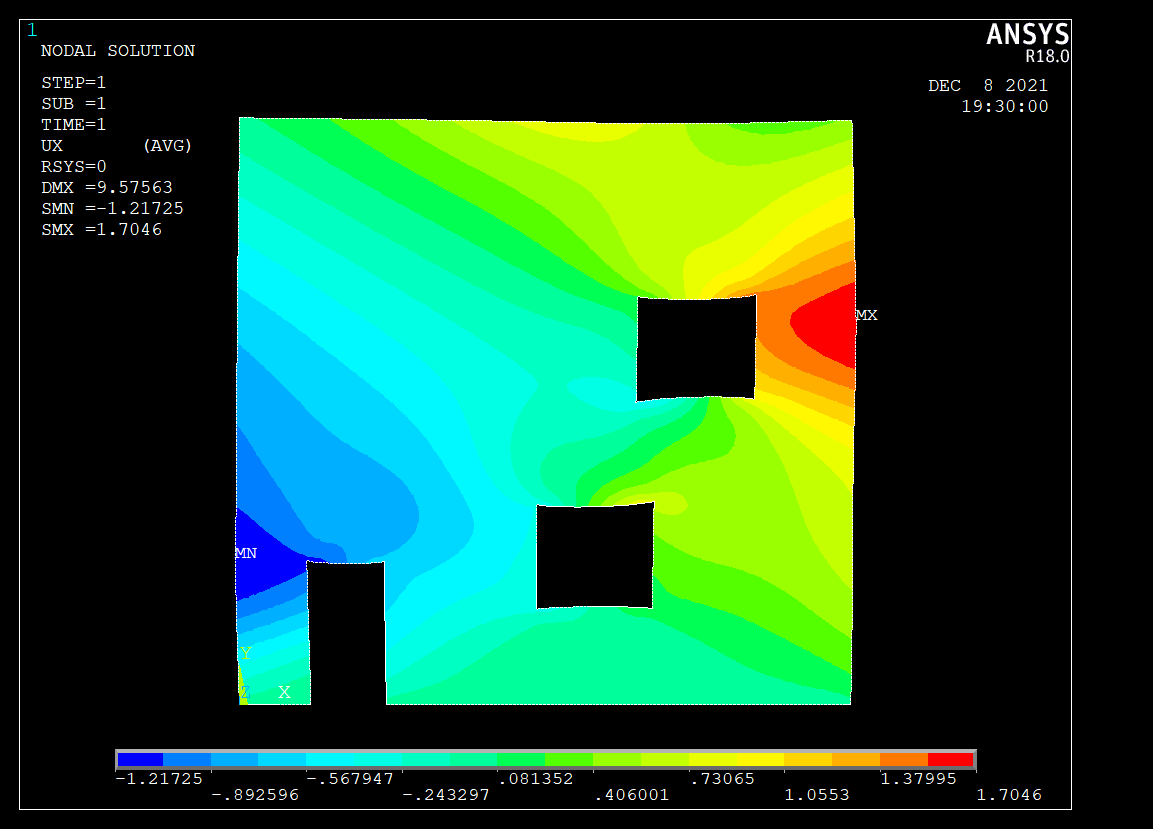 1
ANSYS
R18.0
NODAL SOLUTION
DEC  8 2021
19:30:00
STEP=1
SUB =1
TIME=1
UX       (AVG)
RSYS=0
DMX =9.57563
SMN =-1.21725
SMX =1.7046
MX
MN
Y
Z X
-1.21725 -.567947 .081352 .73065 1.37995
-.892596 -.243297 .406001 1.0553 1.7046